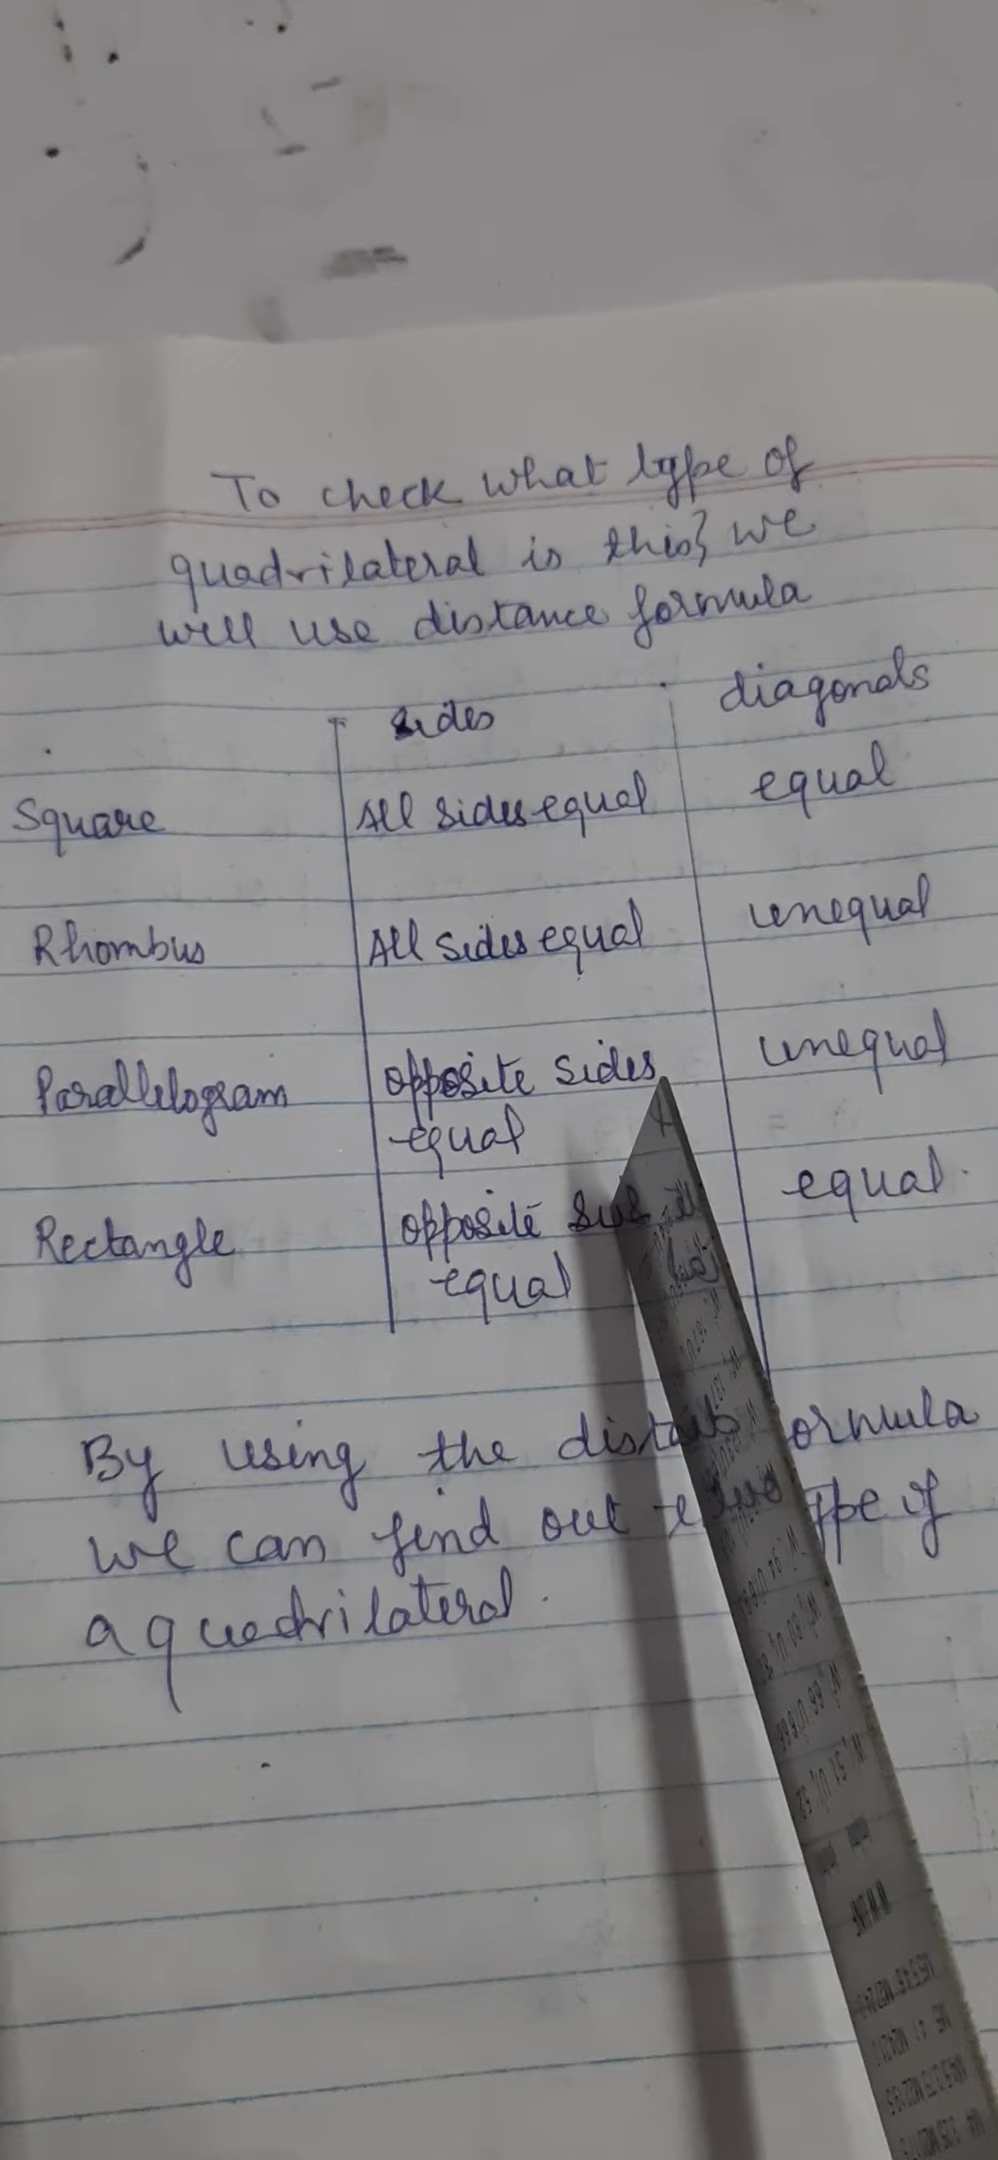 To check what type of
quadrilateral is this, we
will use distance formula
sides diagonals
Square All sides equal equal
Rhombus All sides equal unequal
Parallelogram opposite sides unequal
equal
Rectangle opposite equal
equal
By using the
we can find out of
a quadrilateral.